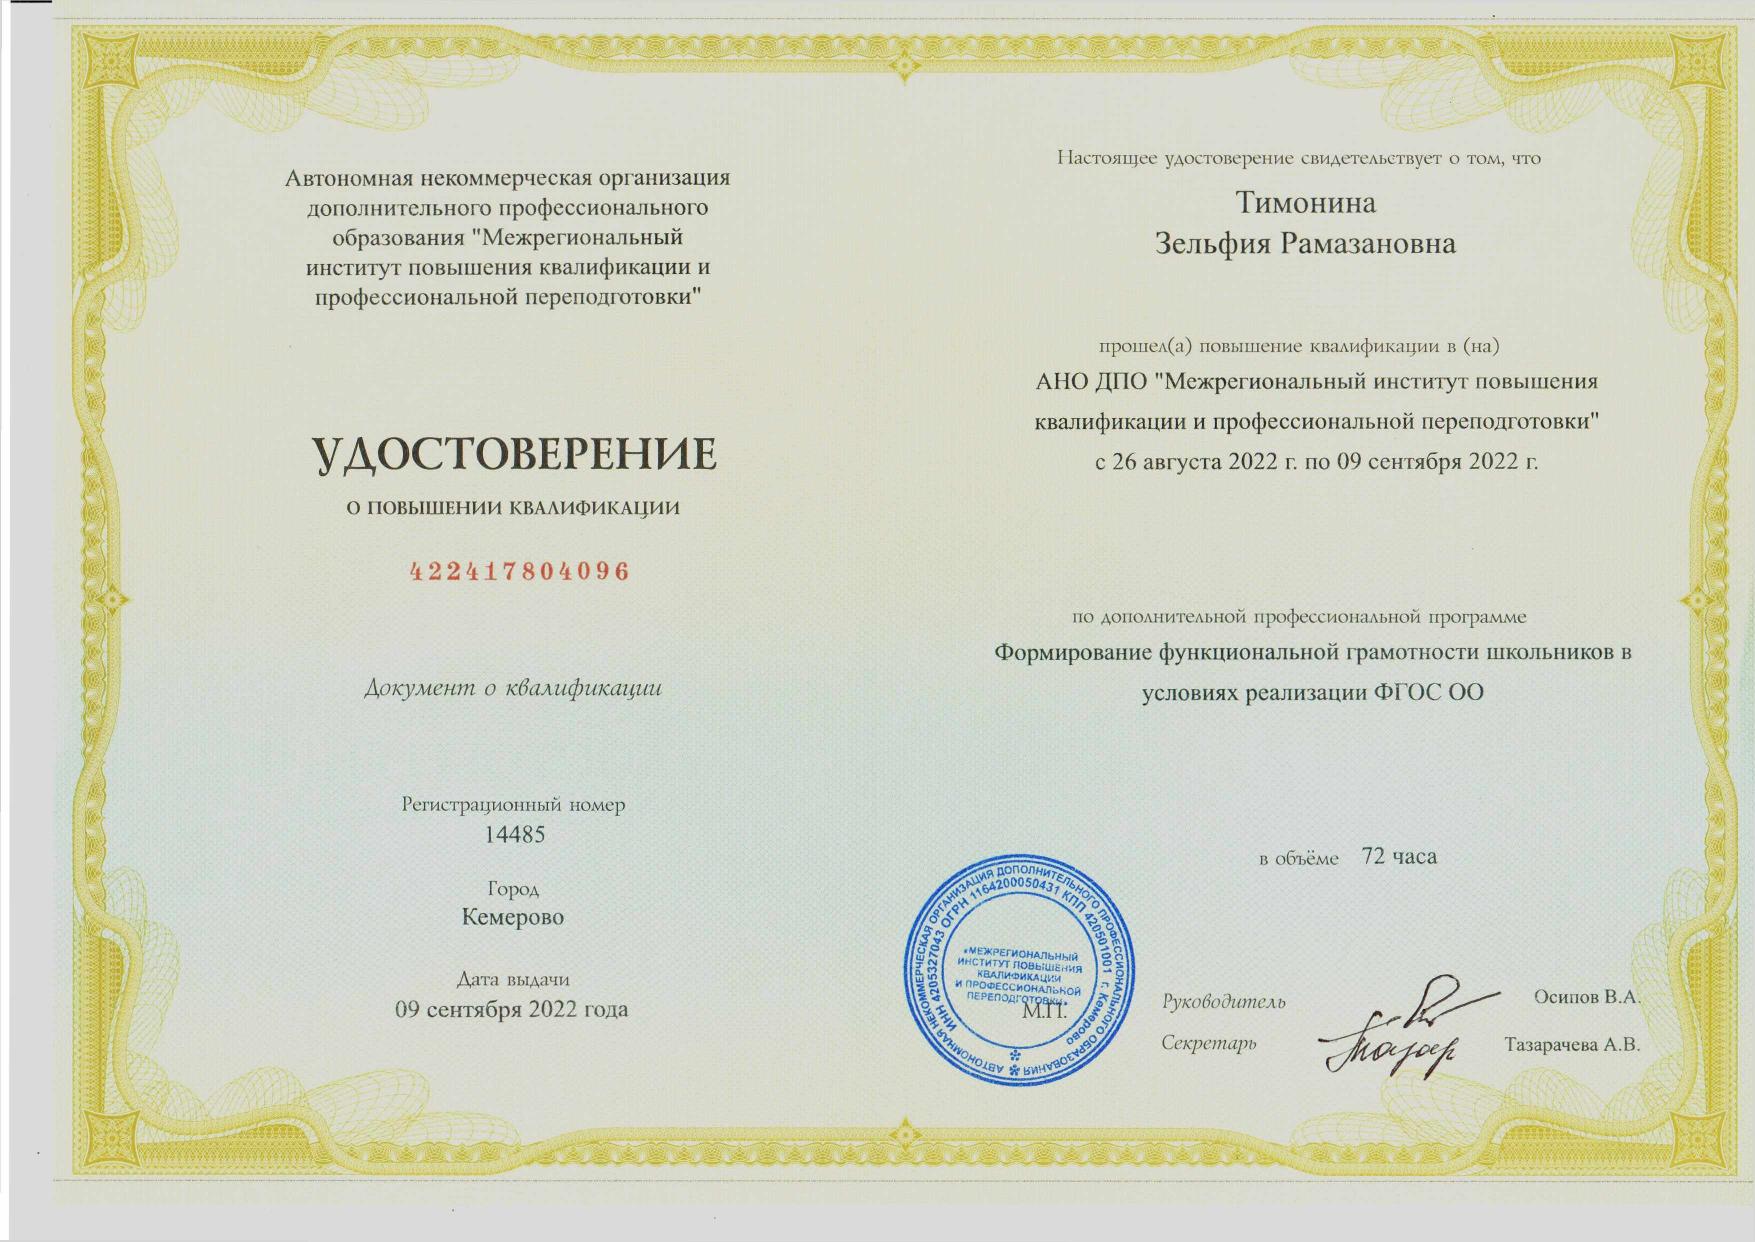 Автономная некоммерческая организация
дополнительного профессионального
образования "Межрегиональный
институт повышения квалификации и
профессиональной переподготовки"
УДОСТОВЕРЕНИЕ
О ПОВЫШЕНИИ КВАЛИФИКАЦИИ
422417804096
Документ о квалификации
Регистрационный номер
14485
Город
Кемерово
Дата выдачи
09 сентября 2022 года
Настоящее удостоверение свидетельствует о том, что
Тимонина
Зельфия Рамазановна
прошел(а) повышение квалификации в (на)
АНО ДПО "Межрегиональный институт повышения
квалификации и профессиональной переподготовки"
с 26 августа 2022 г. по 09 сентября 2022 г.
по дополнительной профессиональной программе
Формирование функциональной грамотности школьников в
условиях реализации ФГОС ОО
в объёме 72 часа
АВТОНОМНАЯ НЕКОММЕРЧЕСКАЯ ОРГАНИЗАЦИЯ ДОПОЛНИТЕЛЬНОГО ПРОФЕССИОНАЛЬНОГО ОБРАЗОВАНИЯ
ИНН 4205327043 ОГРН 1164200050431 КПП 420501001 г. Кемерово
«МЕЖРЕГИОНАЛЬНЫЙ
ИНСТИТУТ ПОВЫШЕНИЯ
КВАЛИФИКАЦИИ
И ПРОФЕССИОНАЛЬНОЙ
ПЕРЕПОДГОТОВКИ»
М.П.
Руководитель Осипов В.А.
Секретарь Тазарачева А.В.